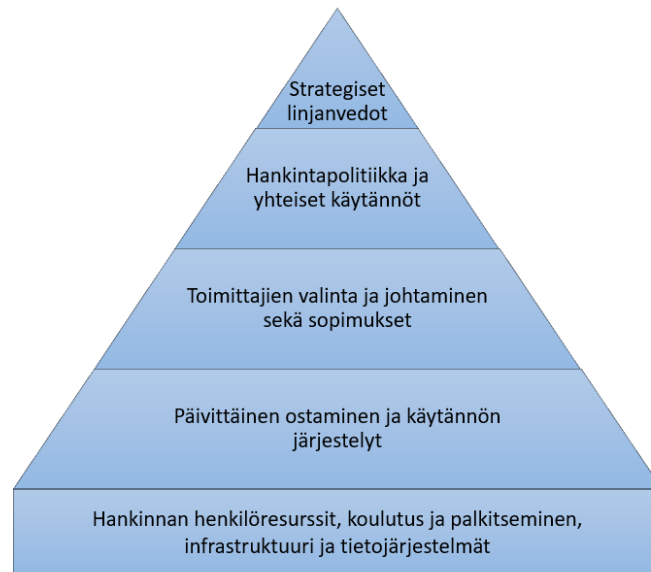 Strategiset
linjanvedot
Hankintapolitiikka ja
yhteiset käytännöt
Toimittajien valinta ja johtaminen
sekä sopimukset
Päivittäinen ostaminen ja käytännön
järjestelyt
Hankinnan henkilöresurssit, koulutus ja palkitseminen,
infrastruktuuri ja tietojärjestelmät